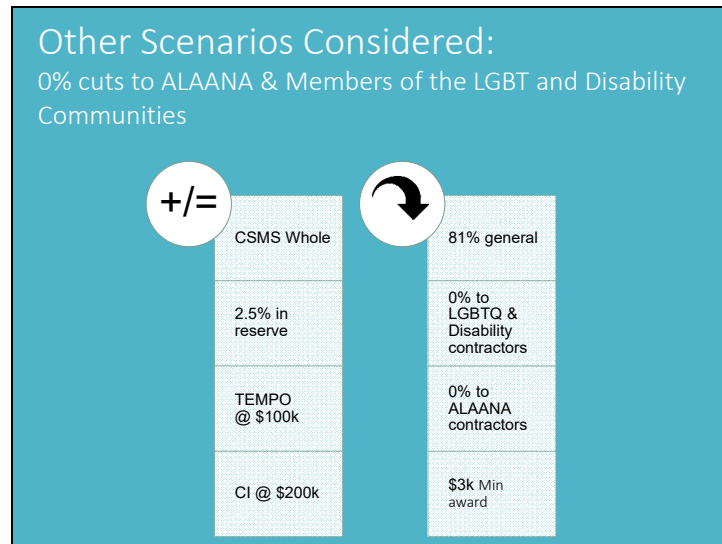 Other Scenarios Considered:
0% cuts to ALAANA & Members of the LGBT and Disability
Communities
+/=
CSMS Whole
2.5% in
reserve
TEMPO
@ $100k
CI @ $200k
81% general
0% to
LGBTQ &
Disability
contractors
0% to
ALAANA
contractors
$3k Min
award